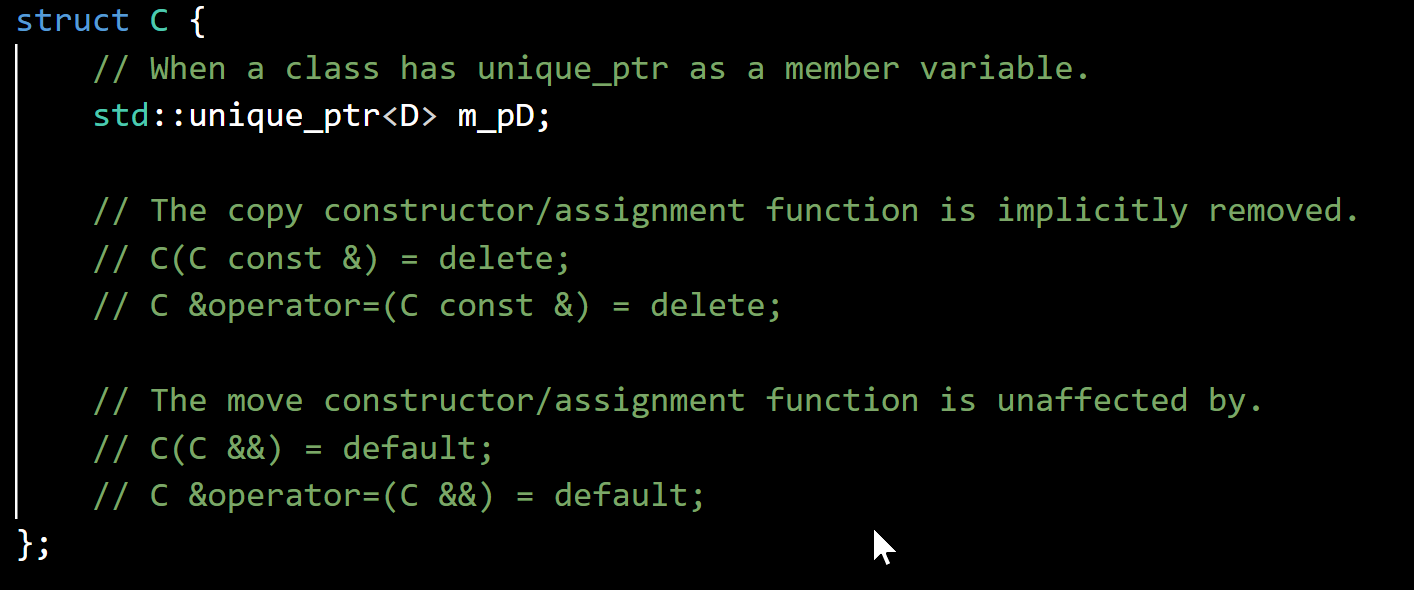 struct C {
    // When a class has unique_ptr as a member variable.
    std::unique_ptr<D> m_pD;
    // The copy constructor/assignment function is implicitly removed.
    // C(C const &) = delete;
    // C &operator=(C const &) = delete;
    // The move constructor/assignment function is unaffected by.
    // C(C &&) = default;
    // C &operator=(C &&) = default;
};